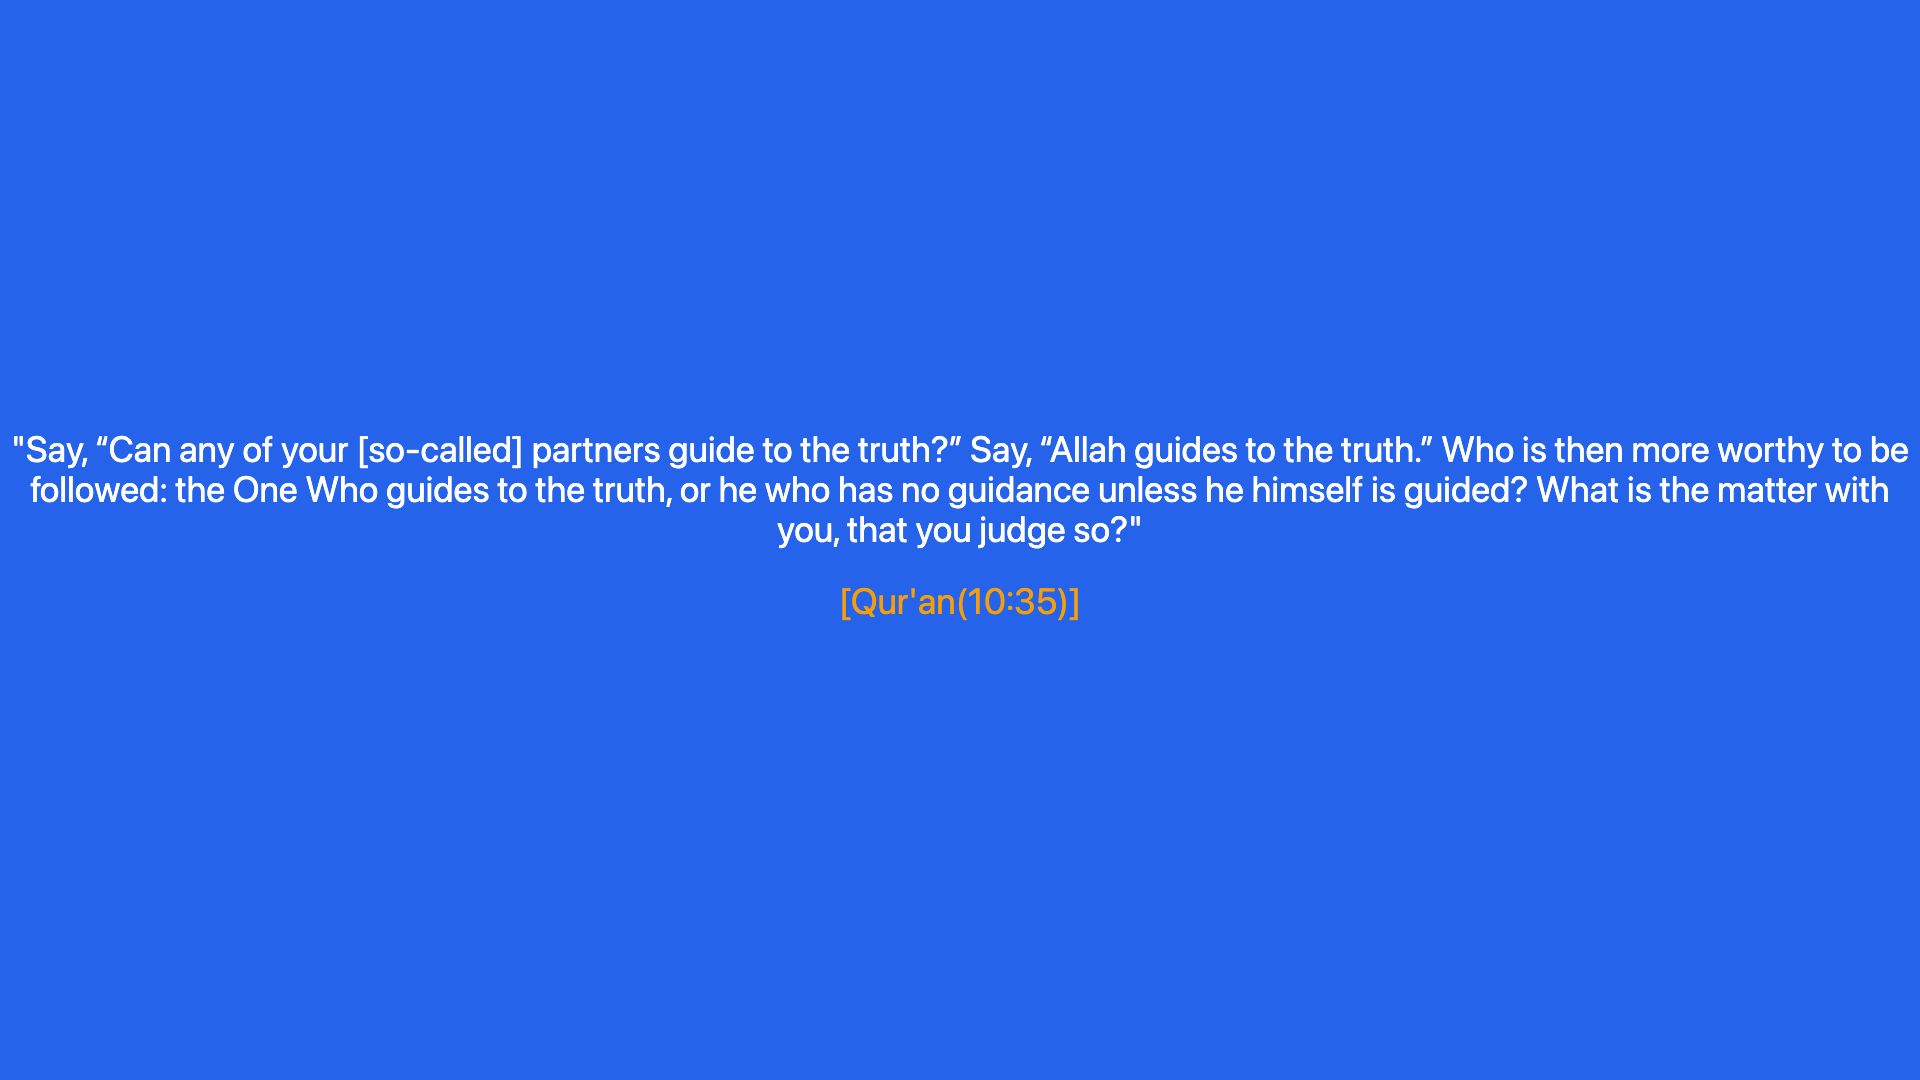 "Say, “Can any of your [so-called] partners guide to the truth?” Say, “Allah guides to the truth.” Who is then more worthy to be
followed: the One Who guides to the truth, or he who has no guidance unless he himself is guided? What is the matter with
you, that you judge so?"
[Qur'an(10:35)]